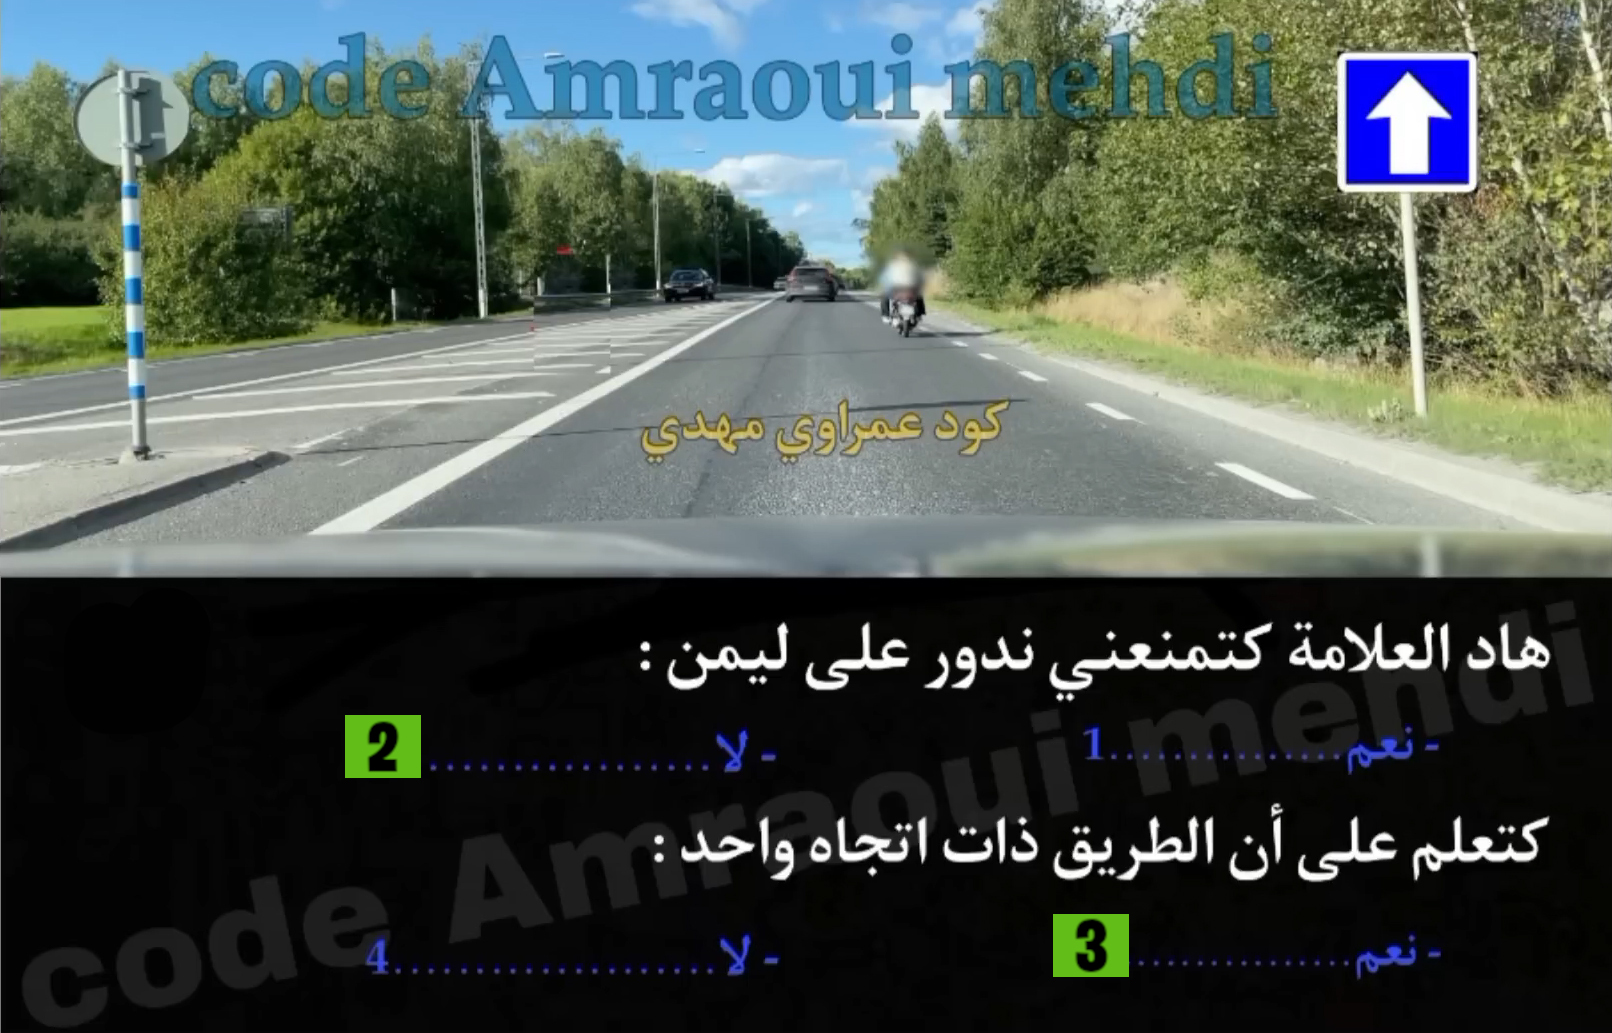 code Amraoui mehdi
كود عمراوي مهدي
هاد العلامة كتمنعني ندور على ليمن :
- نعم...............1 - لا.................2
كتعلم على أن الطريق ذات اتجاه واحد :
- نعم...............3 - لا....................4
code Amraoui mehdi